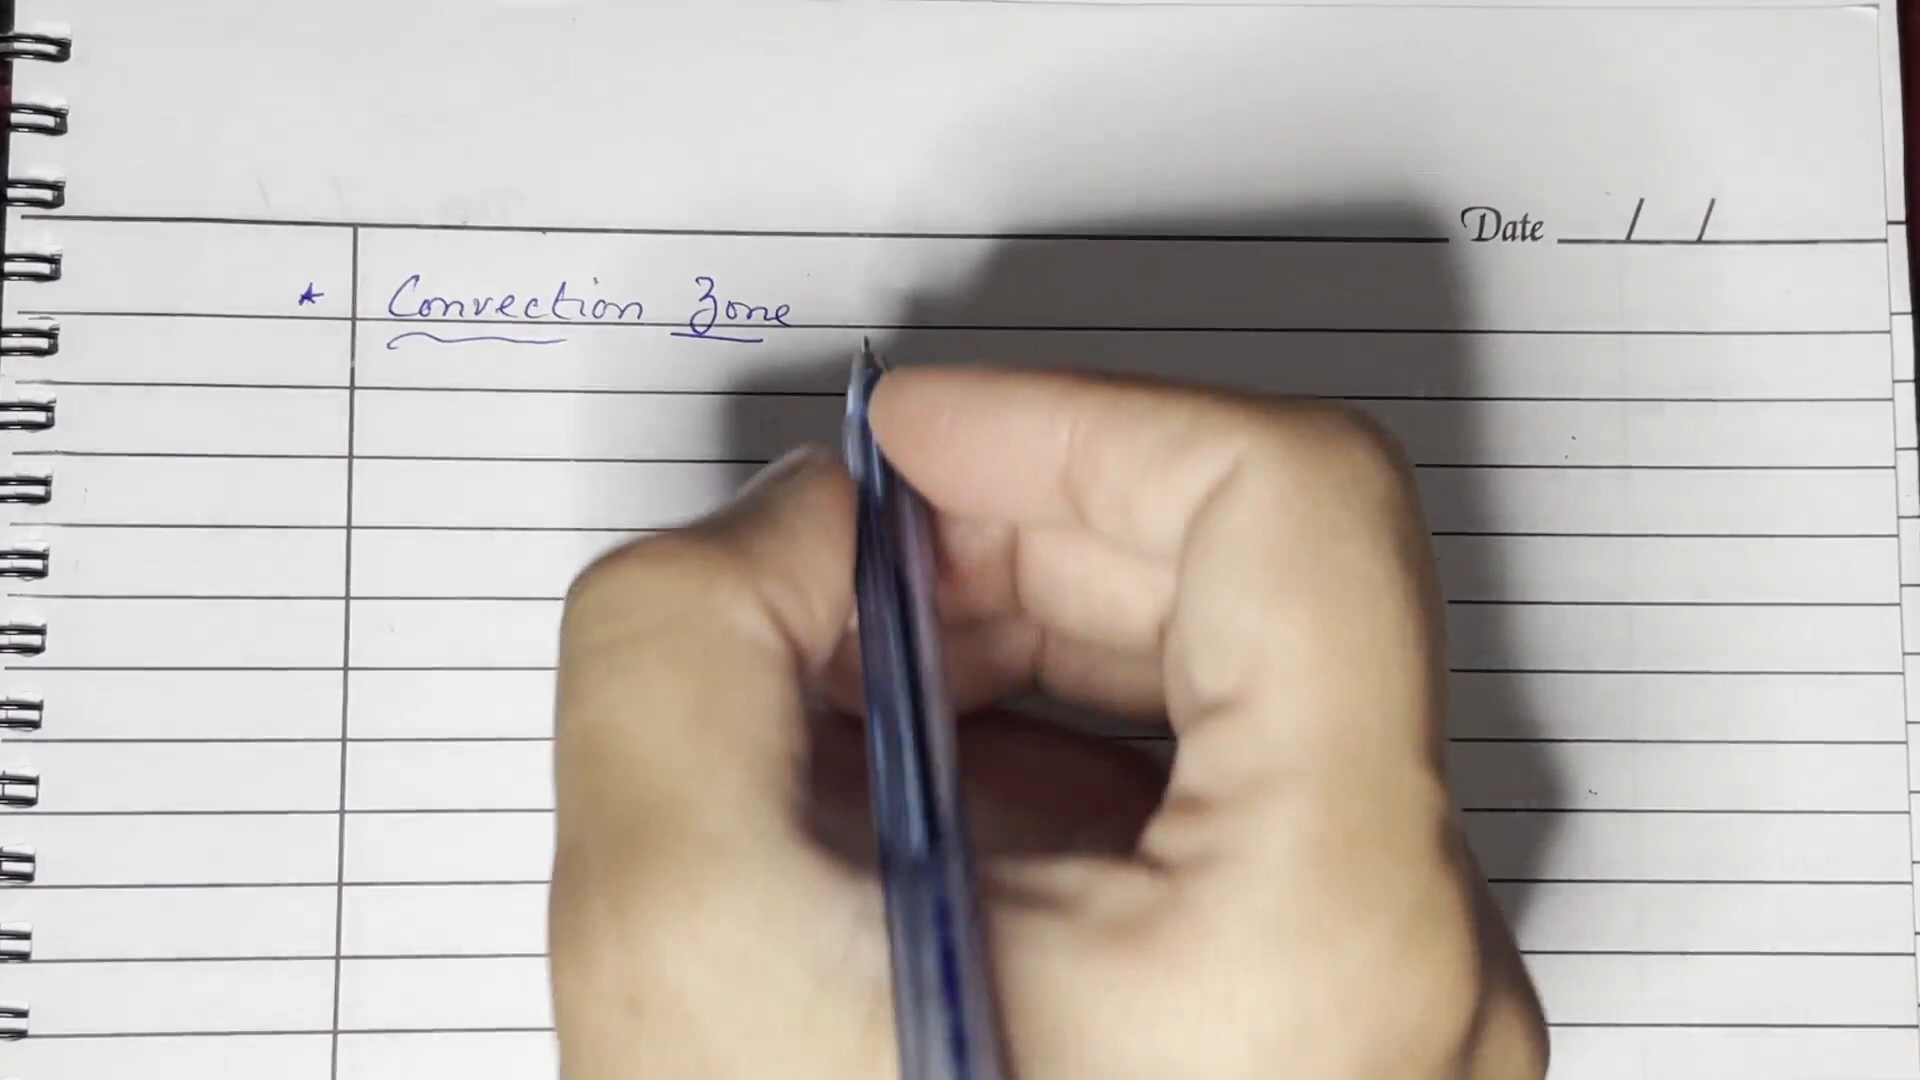 Date / /
★ Convection Zone